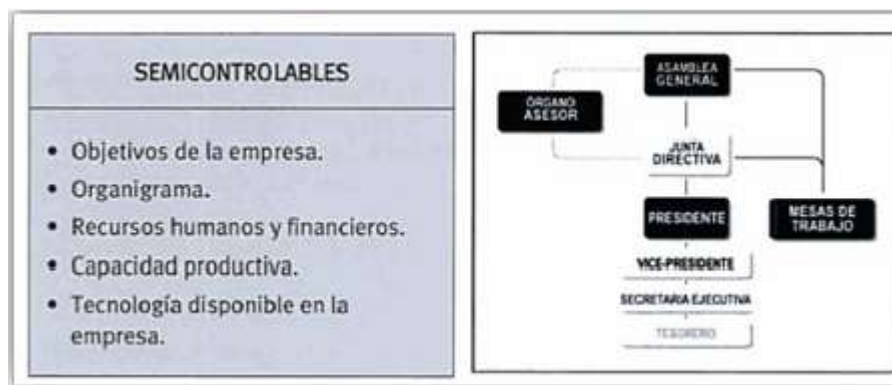 SEMICONTROLABLES
• Objetivos de la empresa.
• Organigrama.
• Recursos humanos y financieros.
• Capacidad productiva.
• Tecnología disponible en la
empresa.
ASAMBLEA
GENERAL
ÓRGANO
ASESOR
JUNTA
DIRECTIVA
PRESIDENTE
MESAS DE
TRABAJO
VICE-PRESIDENTE
SECRETARIA EJECUTIVA
TESORERO